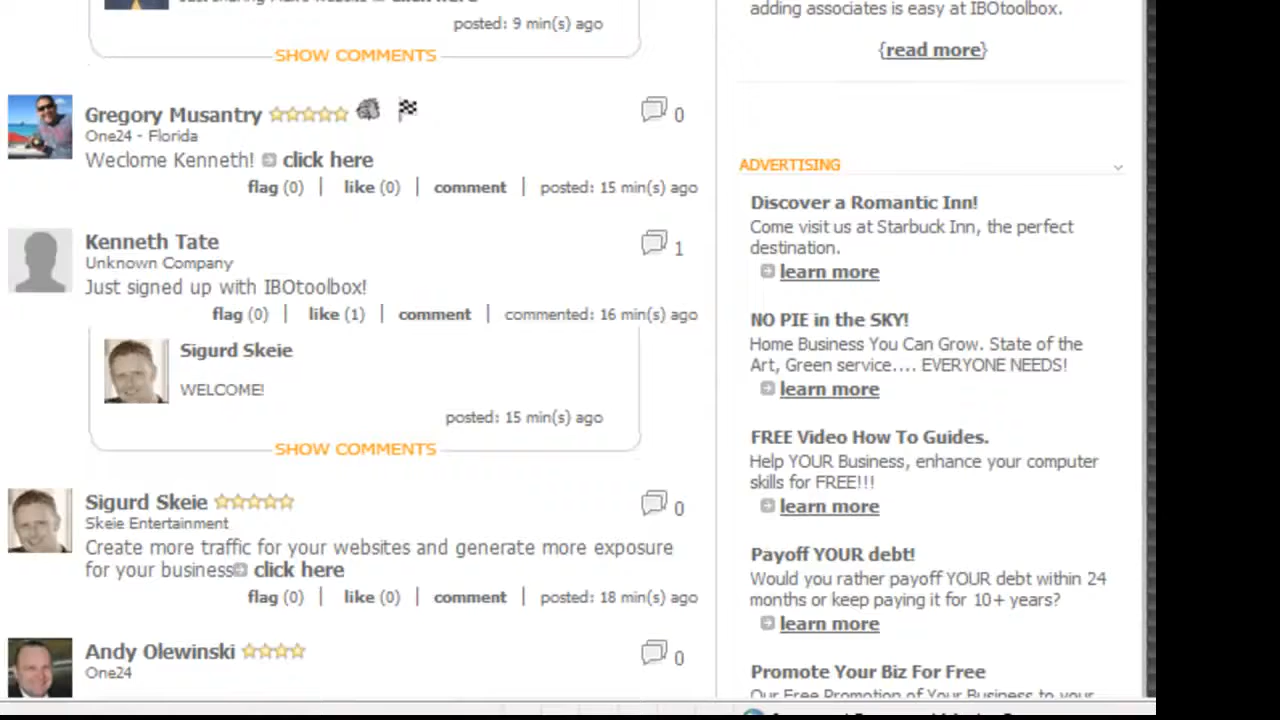 posted: 9 min(s) ago
SHOW COMMENTS
Gregory Musantry
0
One24 - Florida
Weclome Kenneth! click here
flag (0) | like (0) | comment | posted: 15 min(s) ago
Kenneth Tate
1
Unknown Company
Just signed up with IBOtoolbox!
flag (0) | like (1) | comment | commented: 16 min(s) ago
Sigurd Skeie
WELCOME!
posted: 15 min(s) ago
SHOW COMMENTS
Sigurd Skeie
0
Skeie Entertainment
Create more traffic for your websites and generate more exposure
for your business click here
flag (0) | like (0) | comment | posted: 18 min(s) ago
Andy Olewinski
0
One24
adding associates is easy at IBOtoolbox.
{read more}
ADVERTISING
Discover a Romantic Inn!
Come visit us at Starbuck Inn, the perfect
destination.
learn more
NO PIE in the SKY!
Home Business You Can Grow. State of the
Art, Green service.... EVERYONE NEEDS!
learn more
FREE Video How To Guides.
Help YOUR Business, enhance your computer
skills for FREE!!!
learn more
Payoff YOUR debt!
Would you rather payoff YOUR debt within 24
months or keep paying it for 10+ years?
learn more
Promote Your Biz For Free
Our Free Promotion of Your Business to your